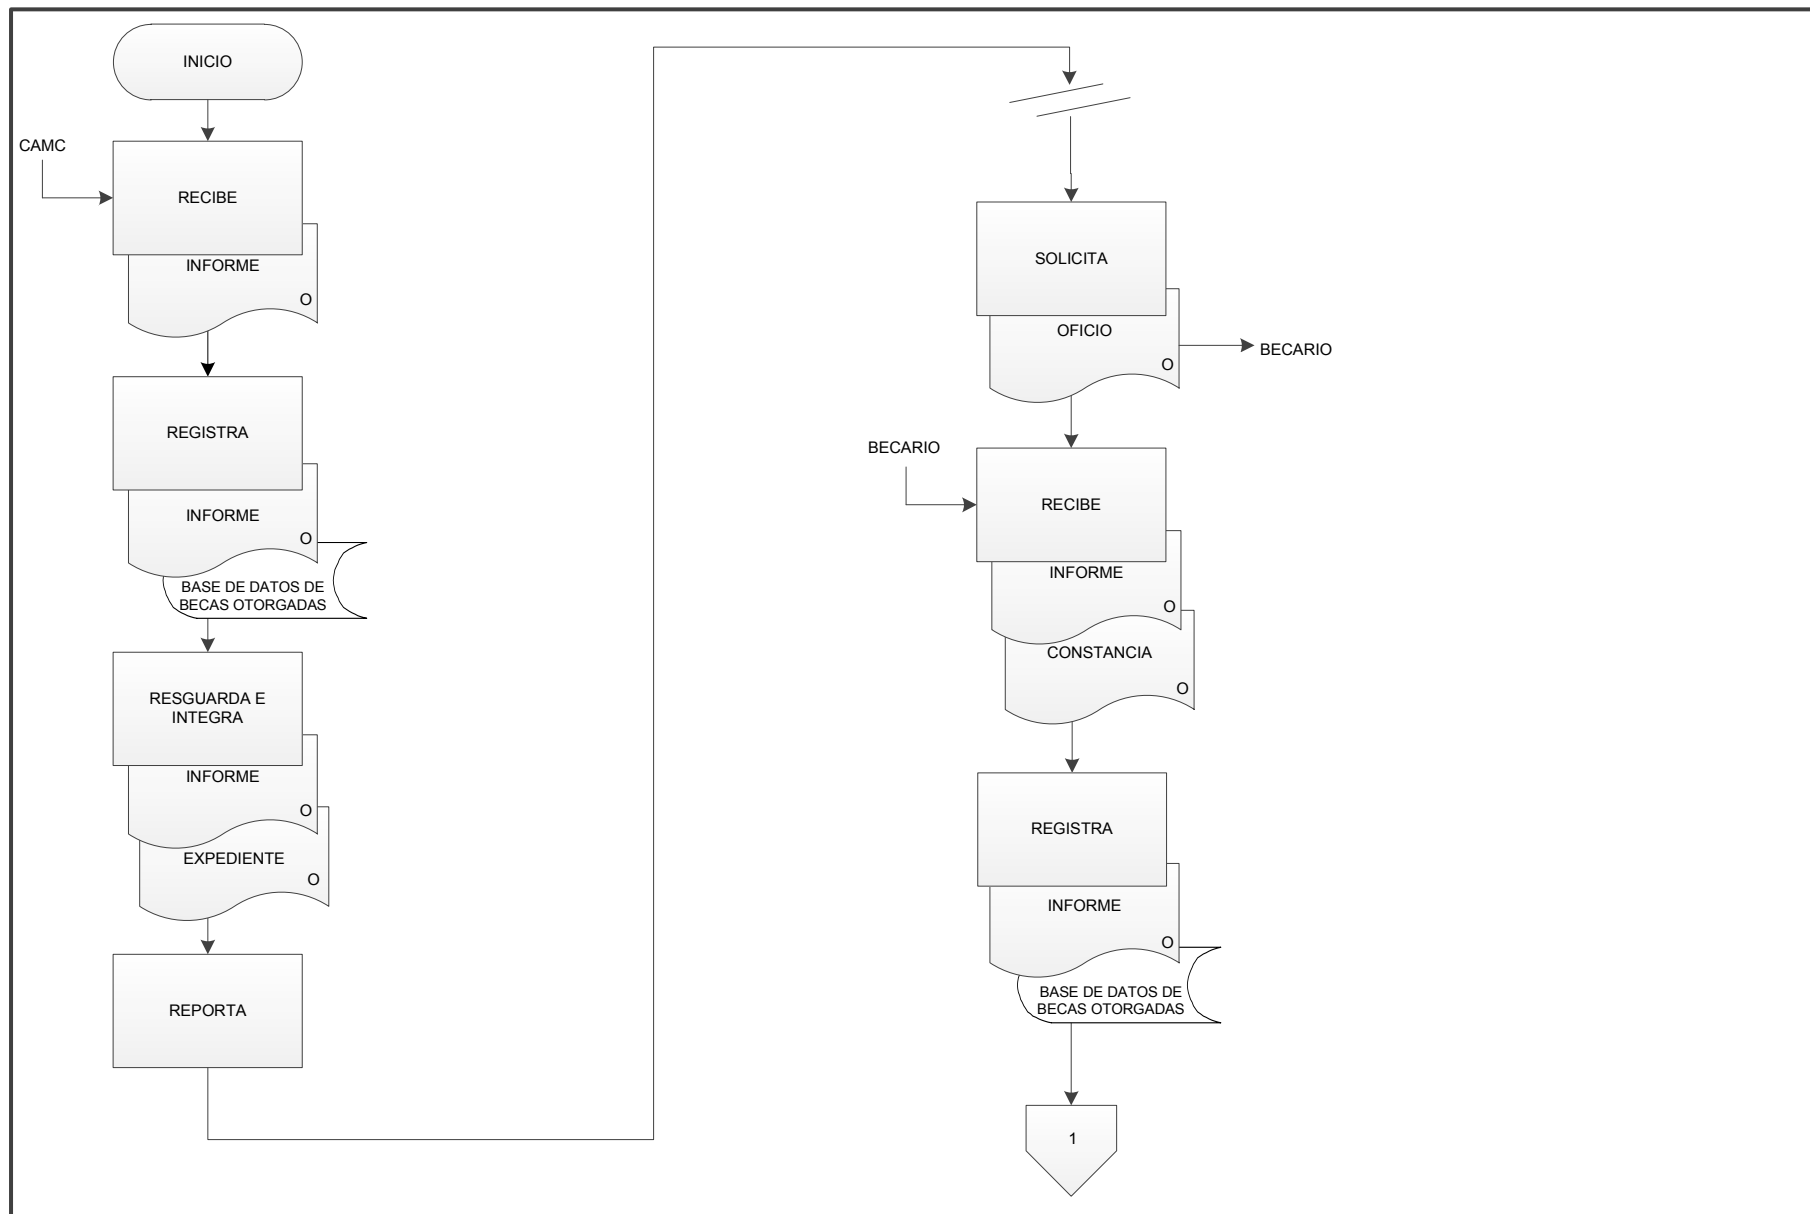 INICIO
CAMC
RECIBE
INFORME
O
REGISTRA
INFORME
O
BASE DE DATOS DE
BECAS OTORGADAS
RESGUARDA E
INTEGRA
INFORME
O
EXPEDIENTE
O
REPORTA
SOLICITA
OFICIO
O
BECARIO
BECARIO
RECIBE
INFORME
O
CONSTANCIA
O
REGISTRA
INFORME
O
BASE DE DATOS DE
BECAS OTORGADAS
1